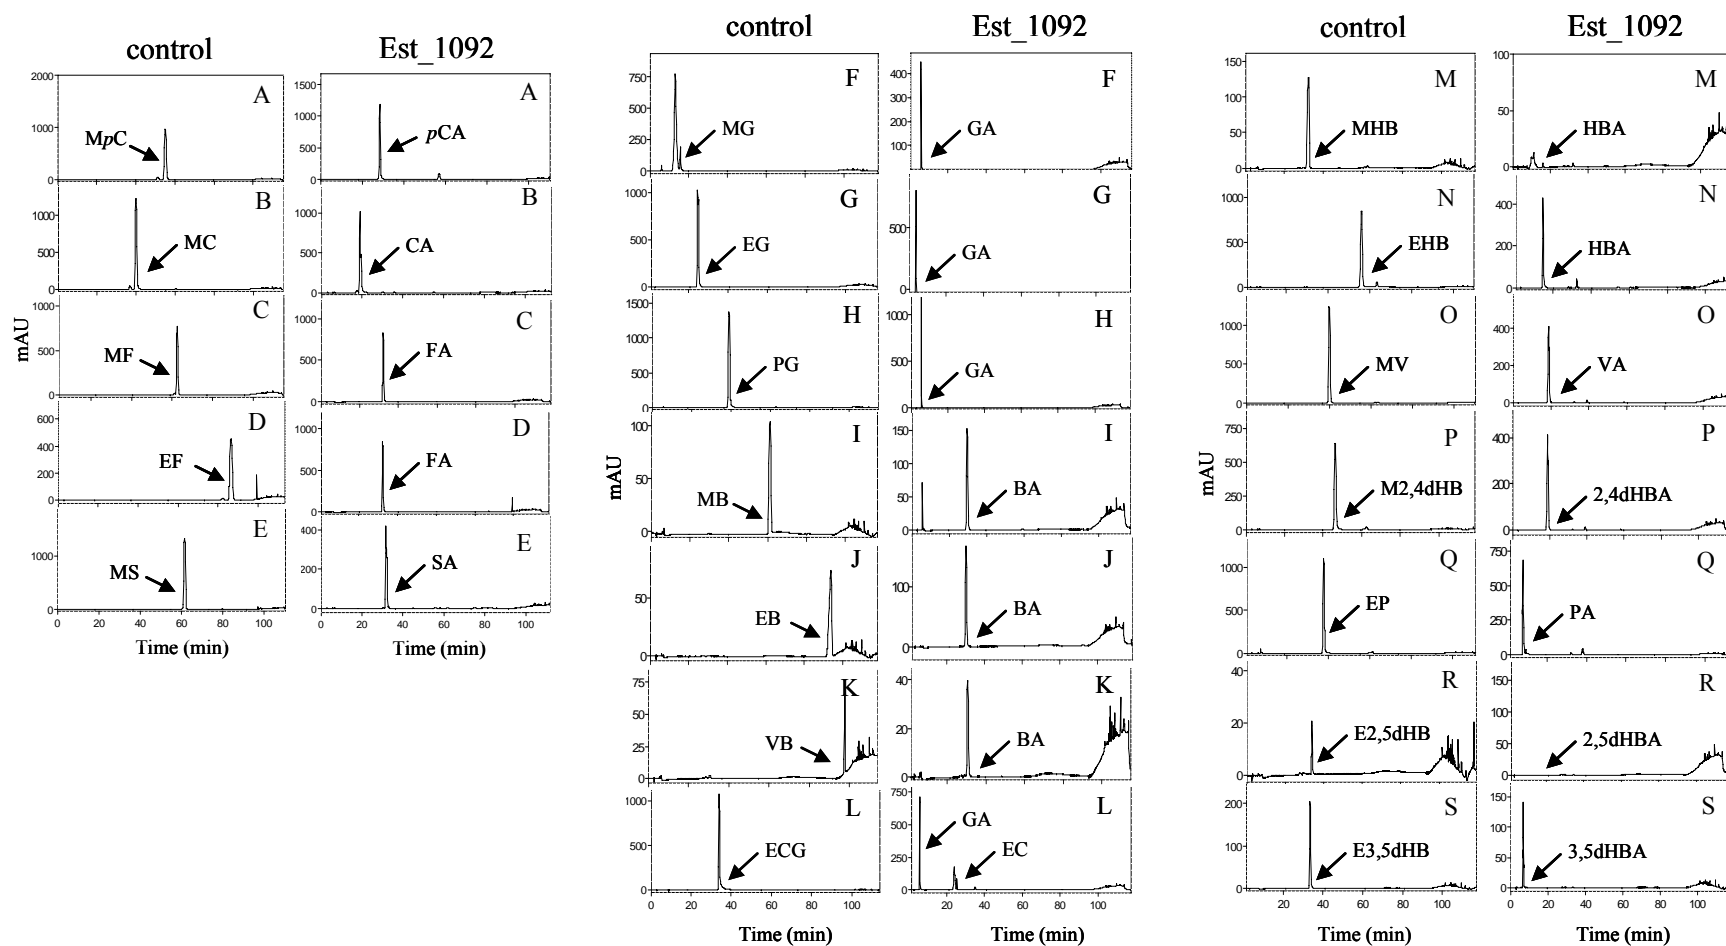 control
Est_1092
control
Est_1092
control
Est_1092
mAU
2000
1000
0
A
MpC
1500
1000
500
0
A
pCA
1000
500
0
B
MC
1000
500
0
B
CA
1000
500
0
C
MF
1000
500
0
C
FA
600
400
200
0
D
EF
1000
500
0
D
FA
1000
0
E
MS
400
200
0
E
SA
0 20 40 60 80 100
0 20 40 60 80 100
Time (min)
Time (min)
mAU
750
500
250
0
F
MG
400
300
200
100
F
GA
1000
500
0
G
EG
500
0
G
GA
1500
1000
500
0
H
PG
1000
500
0
H
GA
100
50
0
I
MB
150
100
50
0
I
BA
50
0
J
EB
100
0
J
BA
75
50
25
0
K
VB
40
20
0
K
BA
1000
500
0
L
ECG
750
500
250
0
L
GA
EC
0 20 40 60 80 100
20 40 60 80 100
Time (min)
Time (min)
mAU
150
100
50
0
M
MHB
100
50
0
M
HBA
1000
500
0
N
EHB
400
200
0
N
HBA
1000
500
0
O
MV
400
200
0
O
VA
750
500
250
0
P
M2,4dHB
400
200
0
P
2,4dHBA
1000
500
0
Q
EP
750
500
250
0
Q
PA
40
20
0
R
E2,5dHB
150
100
50
0
R
2,5dHBA
200
100
0
S
E3,5dHB
150
100
50
0
S
3,5dHBA
20 40 60 80 100
0 20 40 60 80 100
Time (min)
Time (min)